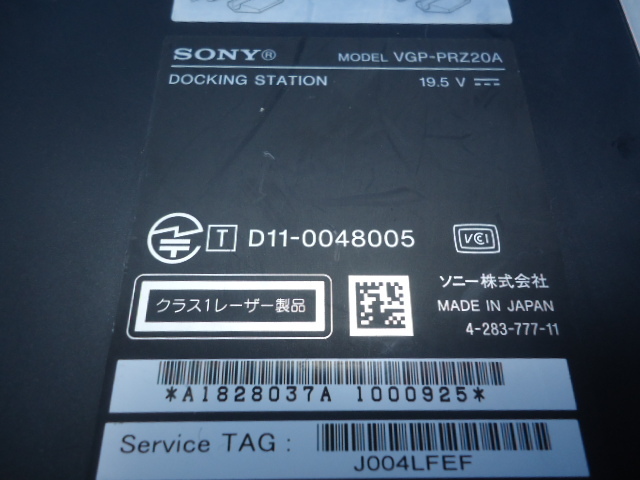 SONY® MODEL VGP-PRZ20A
DOCKING STATION 19.5 V
T D11-0048005 VCCI
クラス1レーザー製品
ソニー株式会社
MADE IN JAPAN
4-283-777-11
*A1828037A 1000925*
Service TAG :
J004LFEF